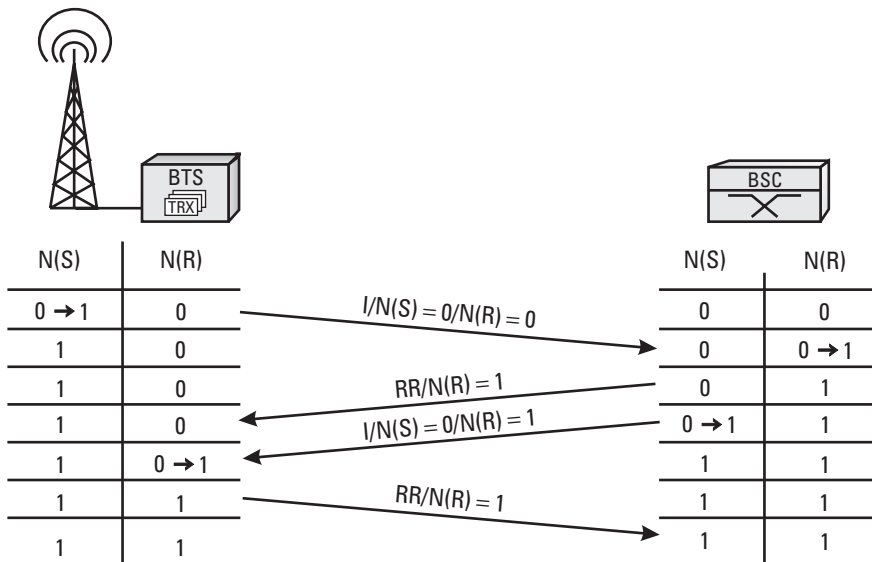 BTS
TRX
BSC
N(S) N(R) N(S) N(R)
0 → 1 0 I/N(S) = 0/N(R) = 0 0 0
1 0 0 0 → 1
1 0 RR/N(R) = 1 0 1
1 0 I/N(S) = 0/N(R) = 1 0 → 1 1
1 0 → 1 1 1
1 1 RR/N(R) = 1 1 1
1 1 1 1